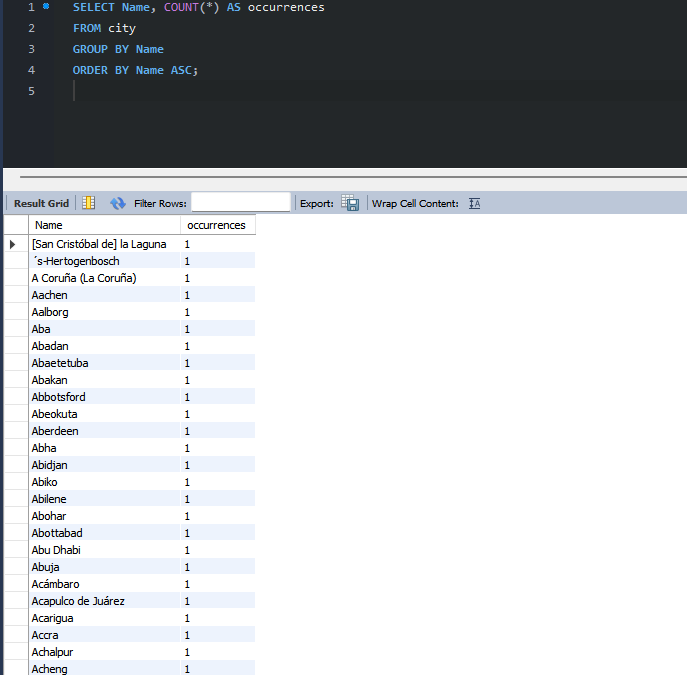 1 SELECT Name, COUNT(*) AS occurrences
2 FROM city
3 GROUP BY Name
4 ORDER BY Name ASC;
5
Result Grid Filter Rows: Export: Wrap Cell Content: IA
Name occurrences
[San Cristóbal de] la Laguna 1
´s-Hertogenbosch 1
A Coruña (La Coruña) 1
Aachen 1
Aalborg 1
Aba 1
Abadan 1
Abaetetuba 1
Abakan 1
Abbotsford 1
Abeokuta 1
Aberdeen 1
Abha 1
Abidjan 1
Abiko 1
Abilene 1
Abohar 1
Abottabad 1
Abu Dhabi 1
Abuja 1
Acámbaro 1
Acapulco de Juárez 1
Acarigua 1
Accra 1
Achalpur 1
Acheng 1